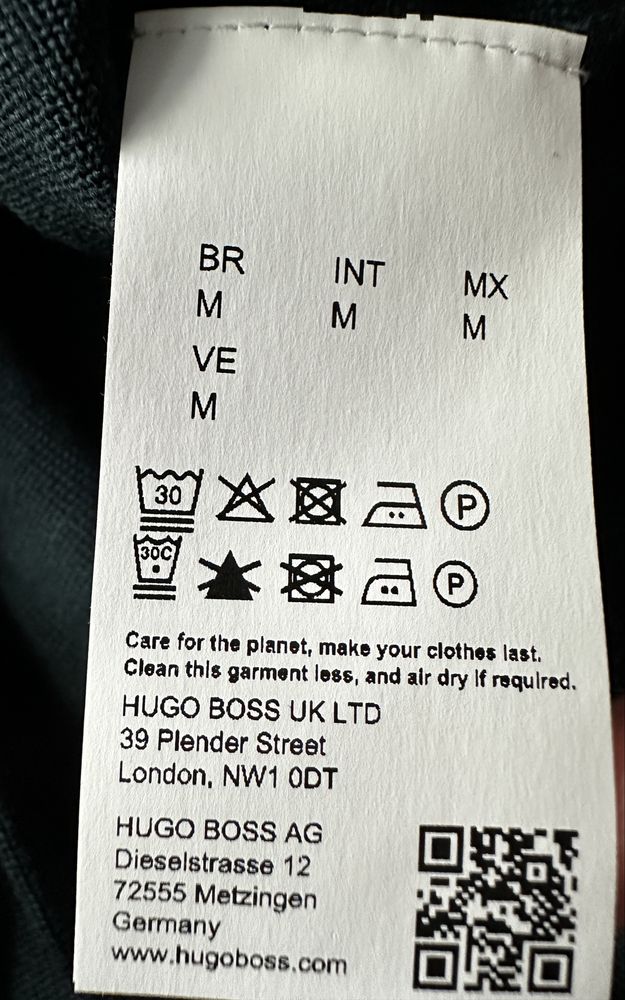 BR INT MX
M M M
VE
M
30
P
30C
P
Care for the planet, make your clothes last.
Clean this garment less, and air dry if required.
HUGO BOSS UK LTD
39 Plender Street
London, NW1 0DT
HUGO BOSS AG
Dieselstrasse 12
72555 Metzingen
Germany
www.hugoboss.com